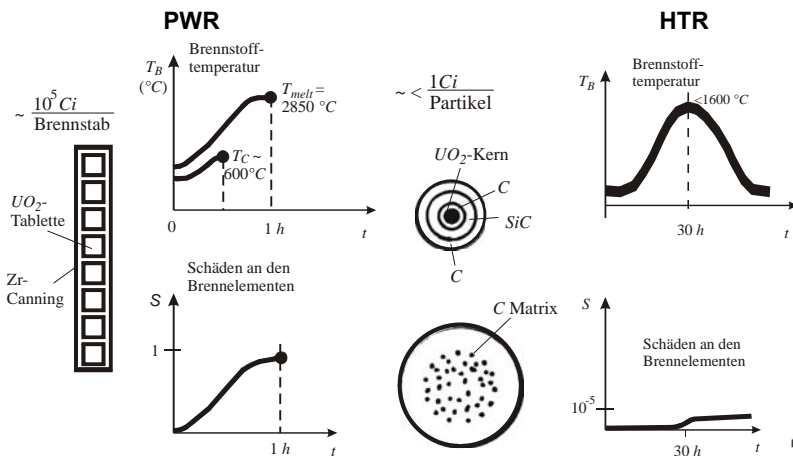 PWR
HTR
Brennstoff-
temperatur
T_B
(°C)
T_melt =
2850 °C
T_C ~
600°C
0
1 h
t
~ 10⁵ Ci
Brennstab
UO₂-
Tablette
Zr-
Canning
Schäden an den
Brennelementen
S
1
1 h
t
~ < 1Ci
Partikel
UO₂-Kern
C
SiC
C
C Matrix
Brennstoff-
temperatur
T_B
<1600 °C
30 h
t
S
Schäden an den
Brennelementen
10⁻⁵
30 h
t